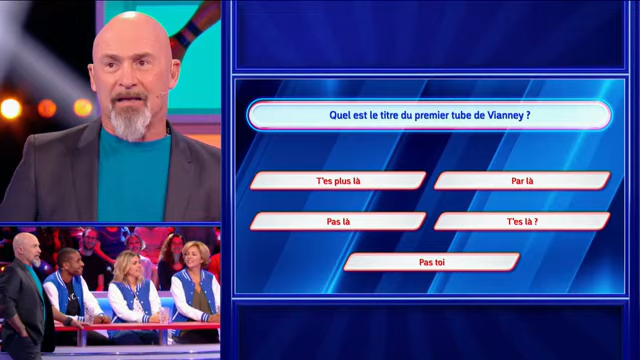 Quel est le titre du premier tube de Vianney ?
T'es plus là
Par là
Pas là
T'es là ?
Pas toi